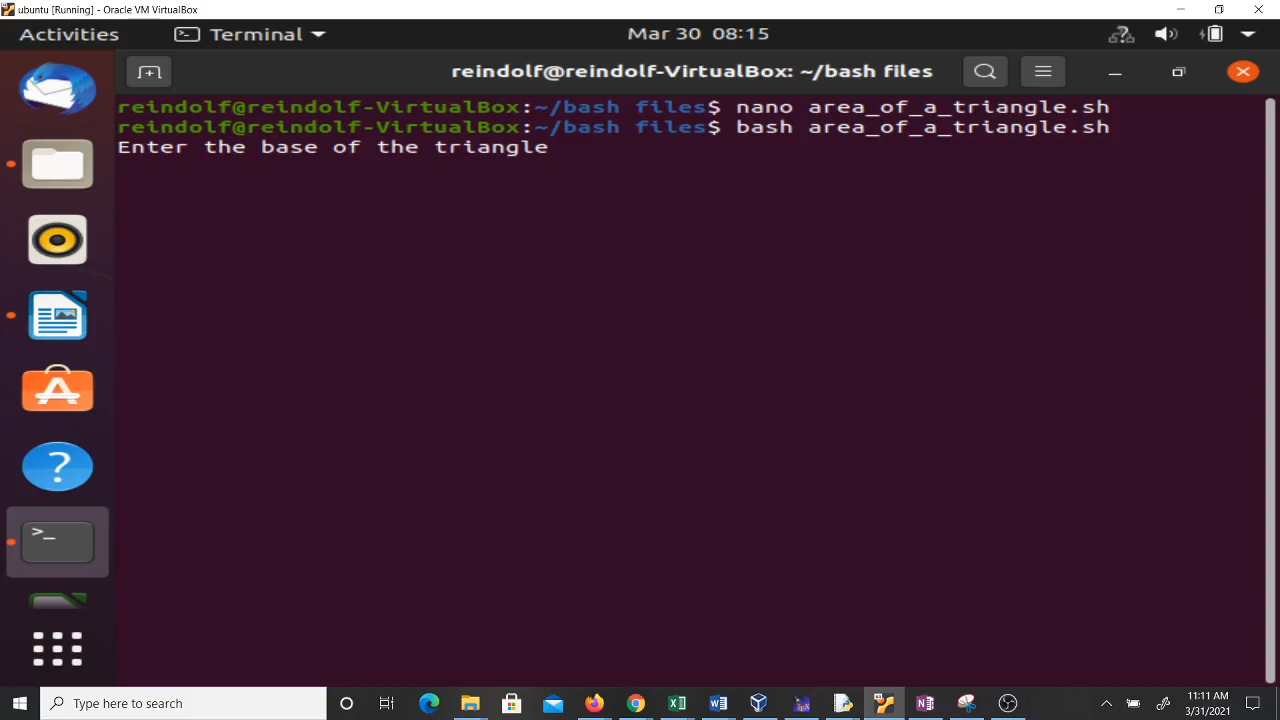 ubuntu [Running] - Oracle VM VirtualBox
Activities Terminal Mar 30 08:15
reindolf@reindolf-VirtualBox: ~/bash files
reindolf@reindolf-VirtualBox:~/bash files$ nano area_of_a_triangle.sh
reindolf@reindolf-VirtualBox:~/bash files$ bash area_of_a_triangle.sh
Enter the base of the triangle
Type here to search
11:11 AM
3/31/2021